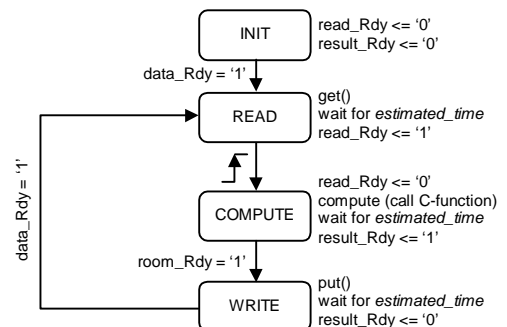 INIT
read_Rdy <= ‘0’
result_Rdy <= ‘0’
data_Rdy = ‘1’
READ
get()
wait for estimated_time
read_Rdy <= ‘1’
data_Rdy = ‘1’
COMPUTE
read_Rdy <= ‘0’
compute (call C-function)
wait for estimated_time
result_Rdy <= ‘1’
room_Rdy = ‘1’
WRITE
put()
wait for estimated_time
result_Rdy <= ‘0’